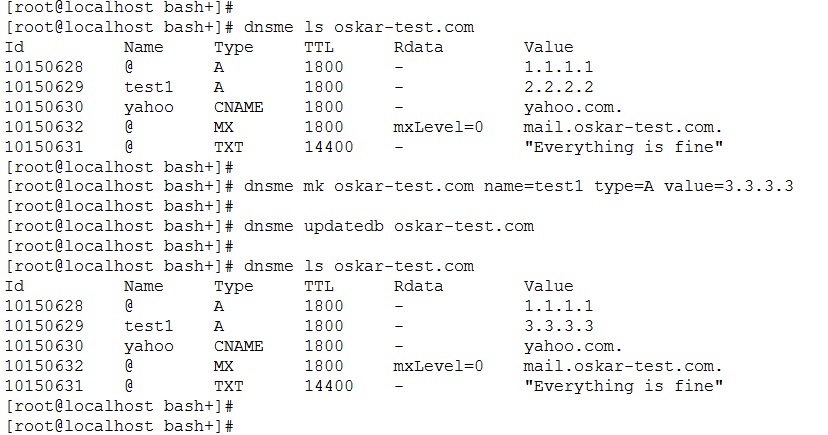 [root@localhost bash+]#
[root@localhost bash+]# dnsme ls oskar-test.com
Id Name Type TTL Rdata Value
10150628 @ A 1800 - 1.1.1.1
10150629 test1 A 1800 - 2.2.2.2
10150630 yahoo CNAME 1800 - yahoo.com.
10150632 @ MX 1800 mxLevel=0 mail.oskar-test.com.
10150631 @ TXT 14400 - "Everything is fine"
[root@localhost bash+]#
[root@localhost bash+]# dnsme mk oskar-test.com name=test1 type=A value=3.3.3.3
[root@localhost bash+]#
[root@localhost bash+]# dnsme updatedb oskar-test.com
[root@localhost bash+]#
[root@localhost bash+]# dnsme ls oskar-test.com
Id Name Type TTL Rdata Value
10150628 @ A 1800 - 1.1.1.1
10150629 test1 A 1800 - 3.3.3.3
10150630 yahoo CNAME 1800 - yahoo.com.
10150632 @ MX 1800 mxLevel=0 mail.oskar-test.com.
10150631 @ TXT 14400 - "Everything is fine"
[root@localhost bash+]#
[root@localhost bash+]#